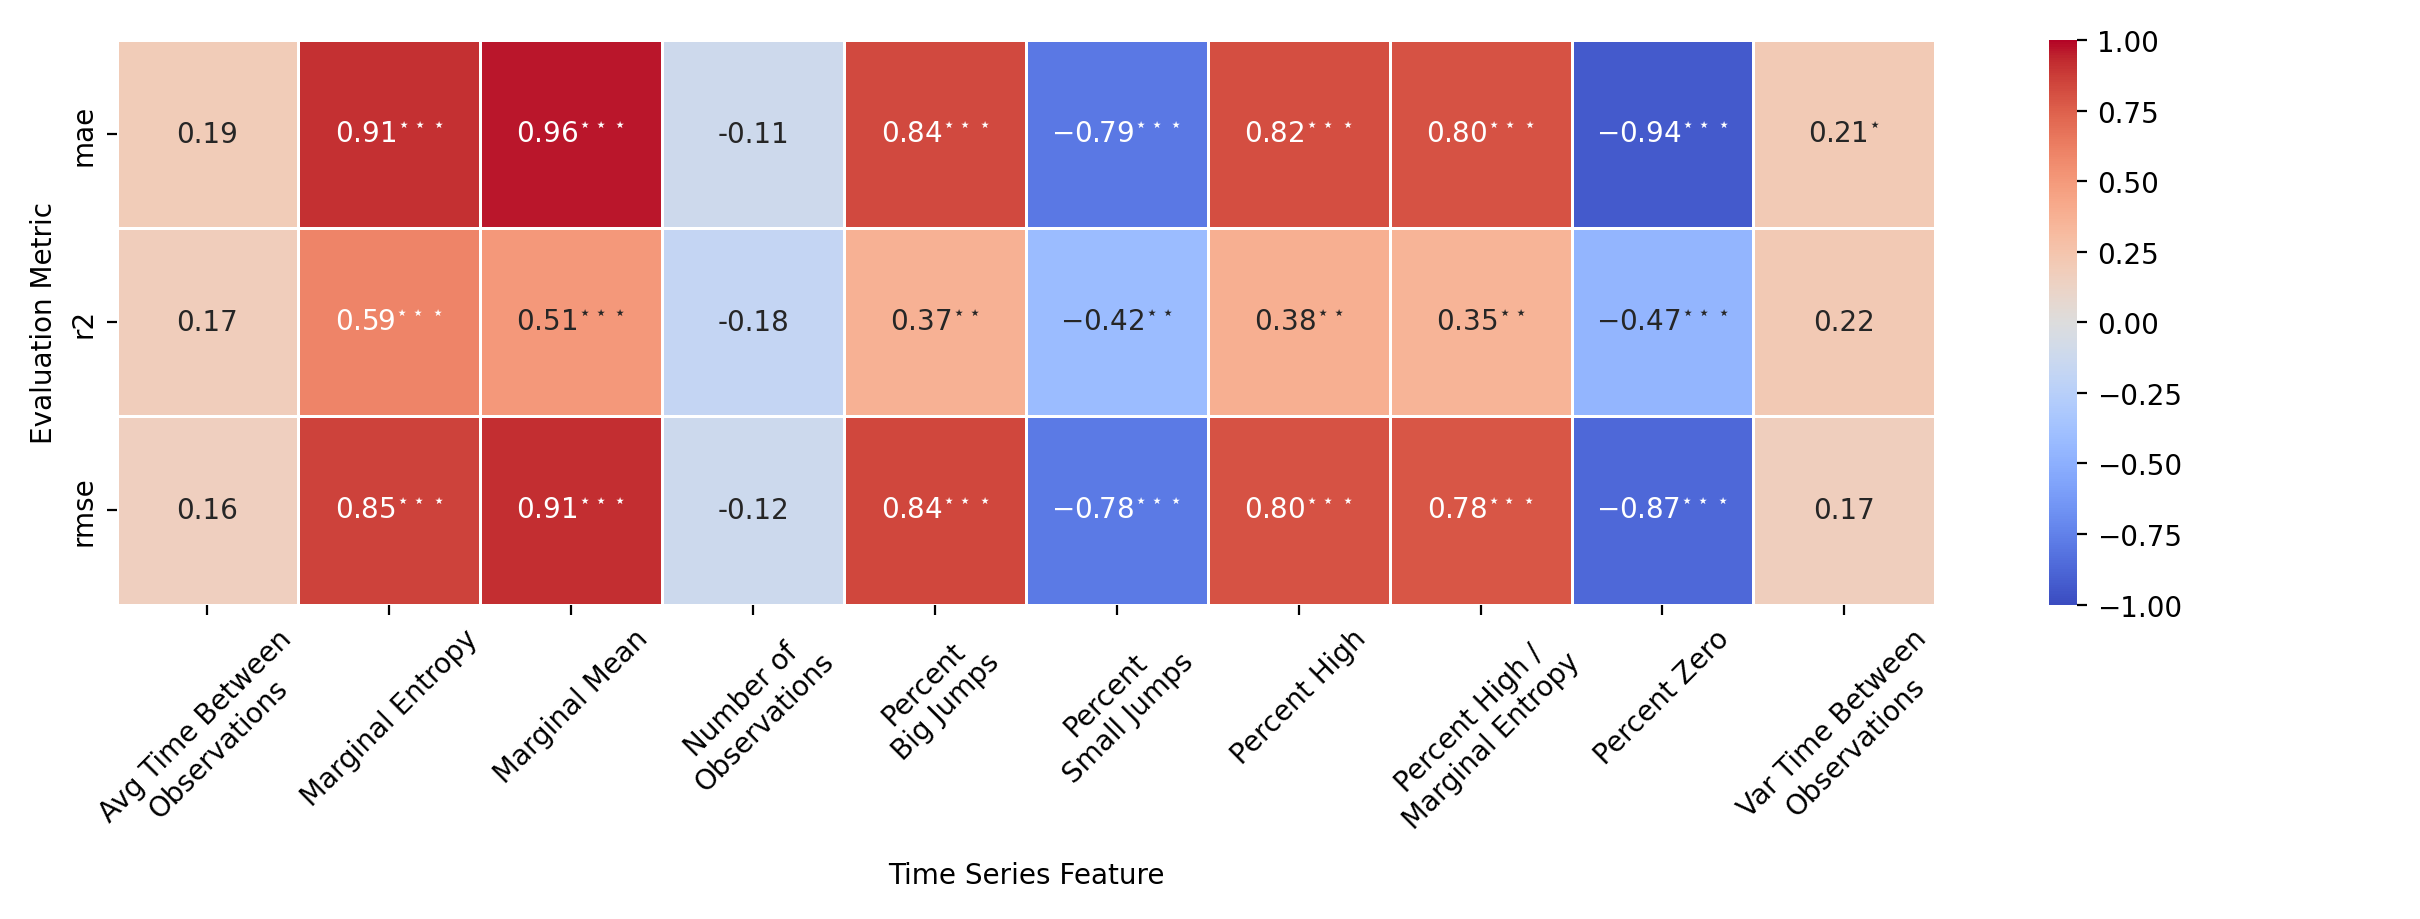 Evaluation Metric
mae
0.19 0.91*** 0.96*** -0.11 0.84*** −0.79*** 0.82*** 0.80*** −0.94*** 0.21*
r2
0.17 0.59*** 0.51*** -0.18 0.37** −0.42** 0.38** 0.35** −0.47*** 0.22
rmse
0.16 0.85*** 0.91*** -0.12 0.84*** −0.78*** 0.80*** 0.78*** −0.87*** 0.17
Avg Time Between
Observations
Marginal Entropy
Marginal Mean
Number of
Observations
Percent
Big Jumps
Percent
Small Jumps
Percent High
Percent High /
Marginal Entropy
Percent Zero
Var Time Between
Observations
Time Series Feature
1.00
0.75
0.50
0.25
0.00
−0.25
−0.50
−0.75
−1.00